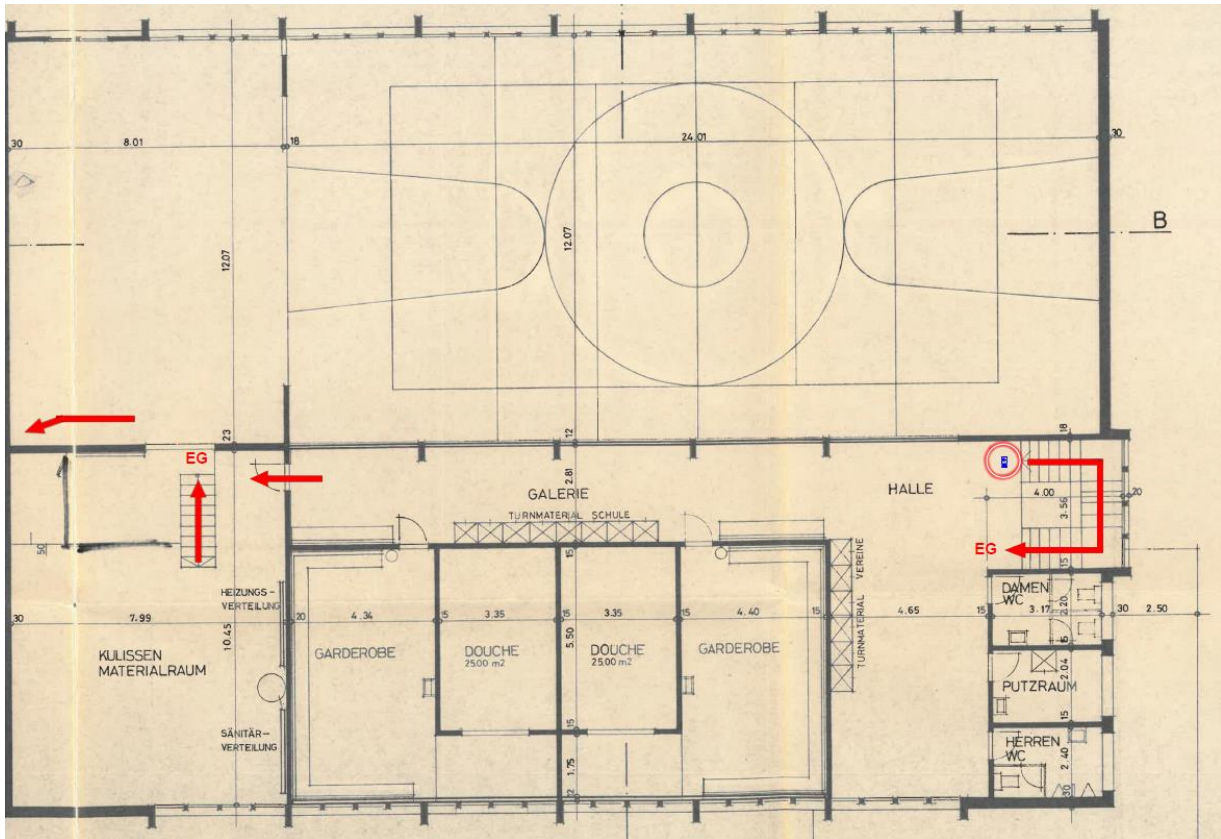 30
8.01
18
24.01
30
12.07
12.07
B
23
12
18
EG
2.81
GALERIE
TURNMATERIAL SCHULE
HALLE
4.00
20
3.56
EG
50
15
15
HEIZUNGS-
VERTEILUNG
DAMEN
WC
2.20
30
7.99
10.45
20
4.34
15
3.35
15
3.35
15
4.40
15
4.65
15
3.17
30
2.50
5.50
TURNMATERIAL VEREINE
15
KULISSEN
MATERIALRAUM
GARDEROBE
DOUCHE
25.00 m2
DOUCHE
25.00 m2
GARDEROBE
2.04
PUTZRAUM
15
15
SÄNITÄR-
VERTEILUNG
HERREN
WC
2.40
1.75
12
30